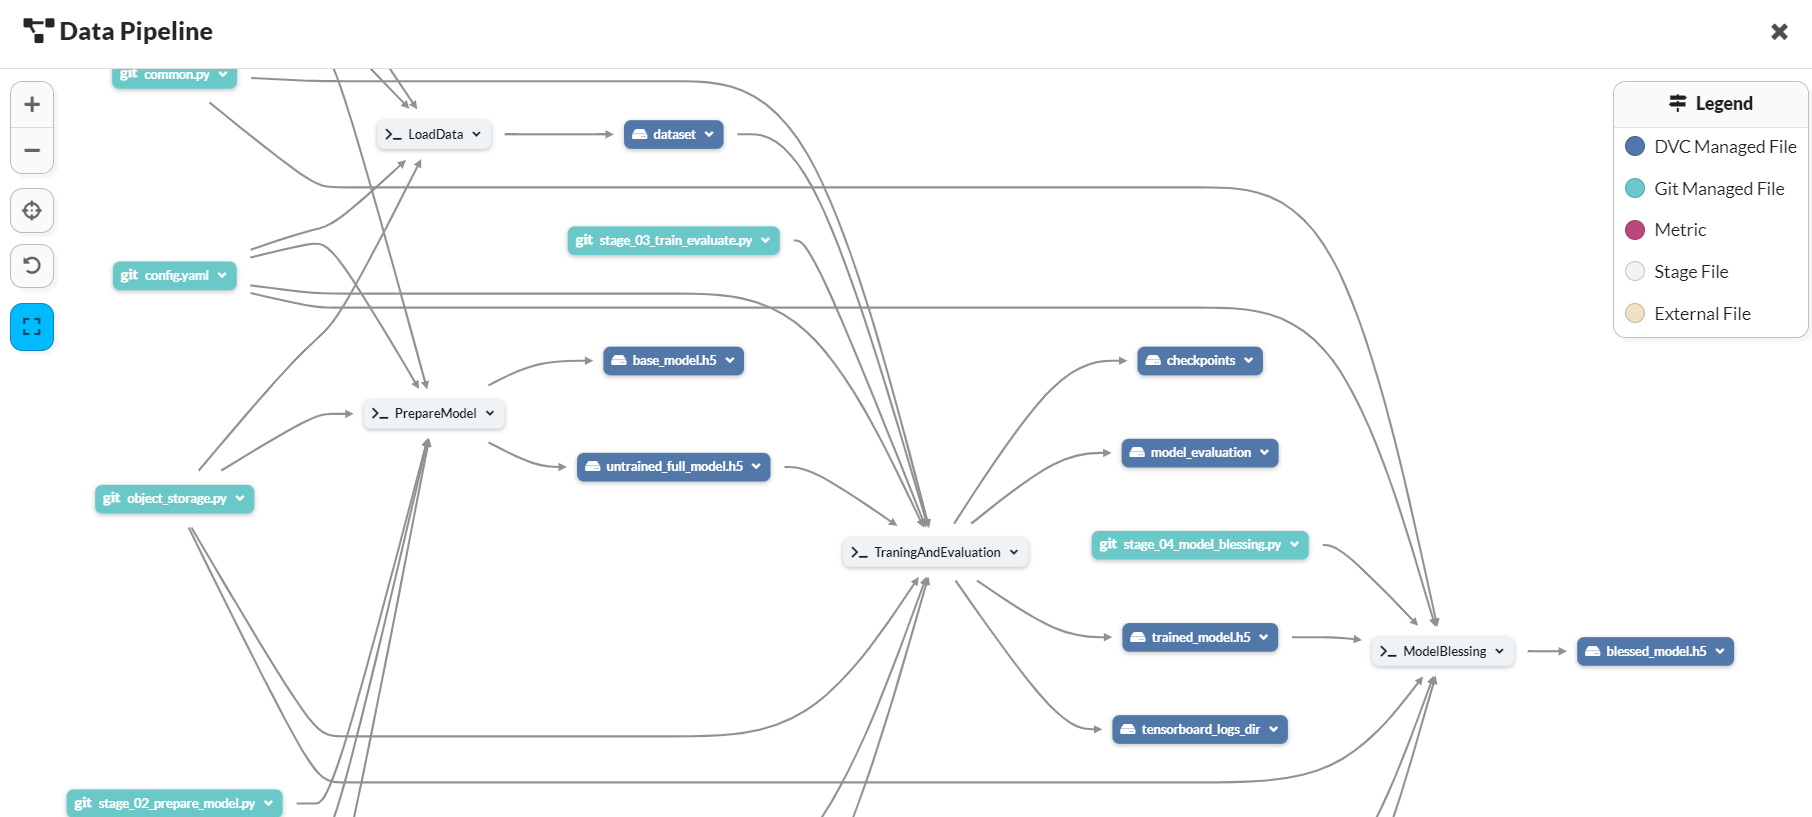 Data Pipeline
git common.py
Legend
>_ LoadData
dataset
DVC Managed File
Git Managed File
Metric
git stage_03_train_evaluate.py
Stage File
git config.yaml
External File
base_model.h5
checkpoints
>_ PrepareModel
model_evaluation
untrained_full_model.h5
git object_storage.py
git stage_04_model_blessing.py
>_ TraningAndEvaluation
trained_model.h5
>_ ModelBlessing
blessed_model.h5
tensorboard_logs_dir
git stage_02_prepare_model.py